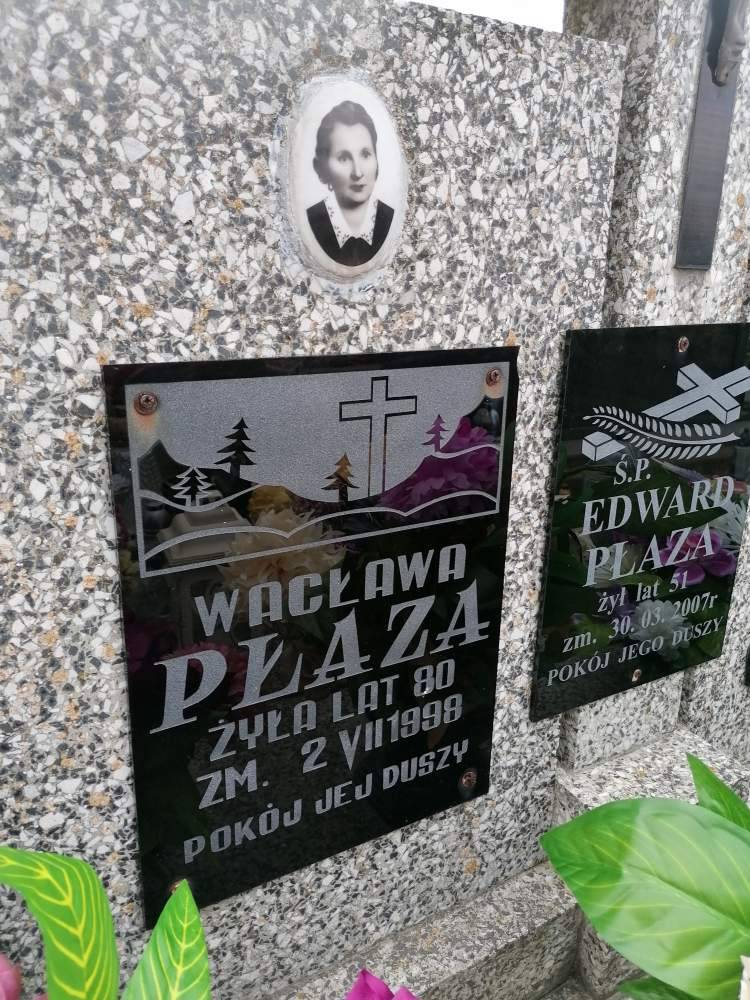 WACŁAWA
PŁAZA
ŻYŁA LAT 80
ZM. 2 VII 1998
POKÓJ JEJ DUSZY
Ś.P.
EDWARD
PŁAZA
żył lat 51
zm. 30. 03. 2007r
POKÓJ JEGO DUSZY